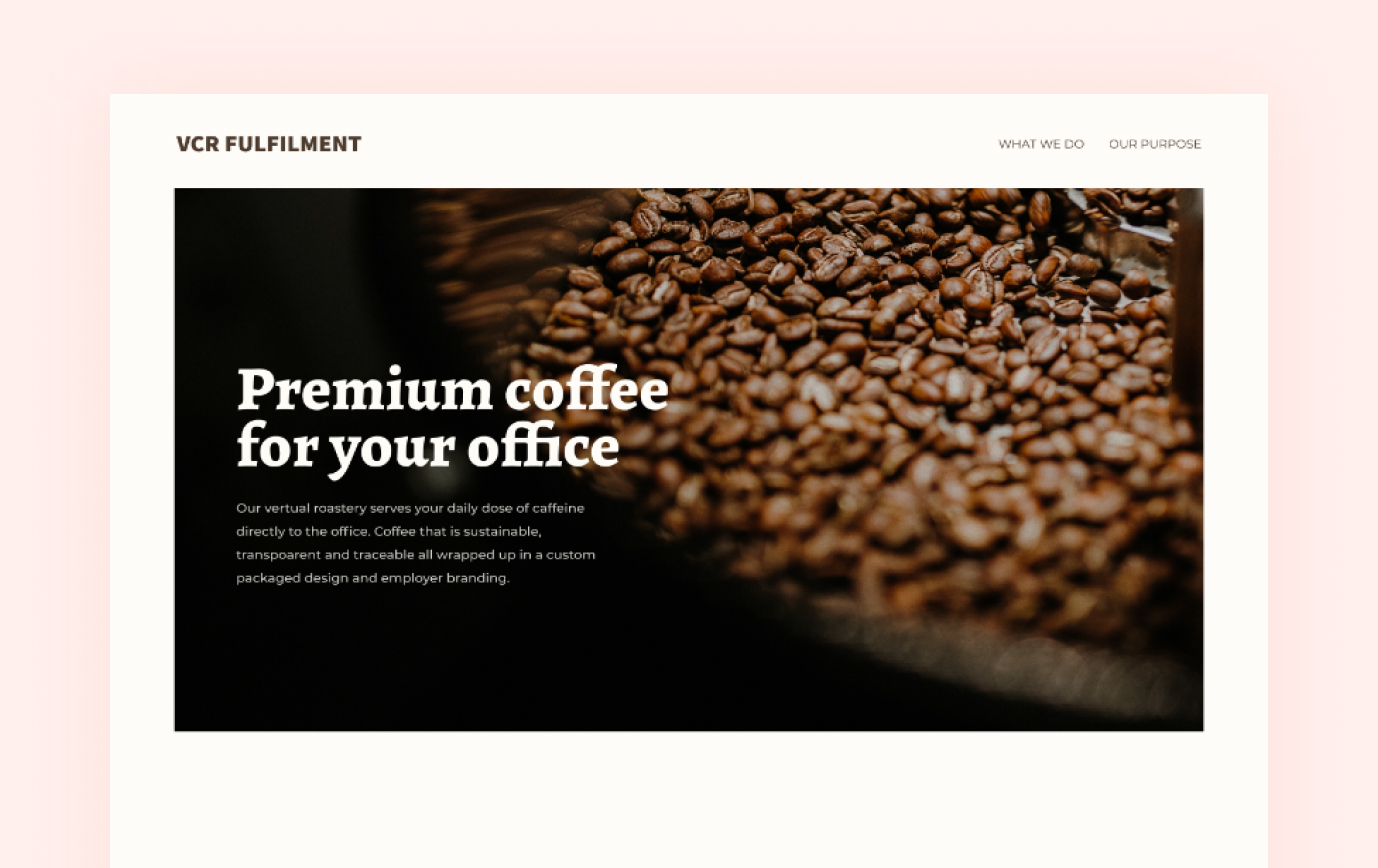 VCR FULFILMENT
WHAT WE DO
OUR PURPOSE
Premium coffee
for your office
Our vertual roastery serves your daily dose of caffeine
directly to the office. Coffee that is sustainable,
transpoarent and traceable all wrapped up in a custom
packaged design and employer branding.